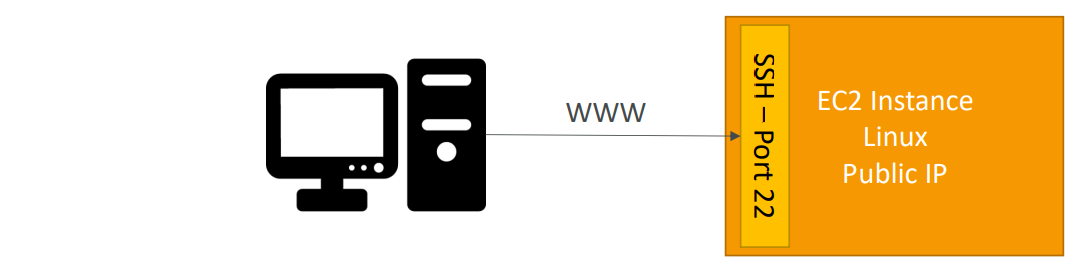 WWW
SSH – Port 22
EC2 Instance
Linux
Public IP